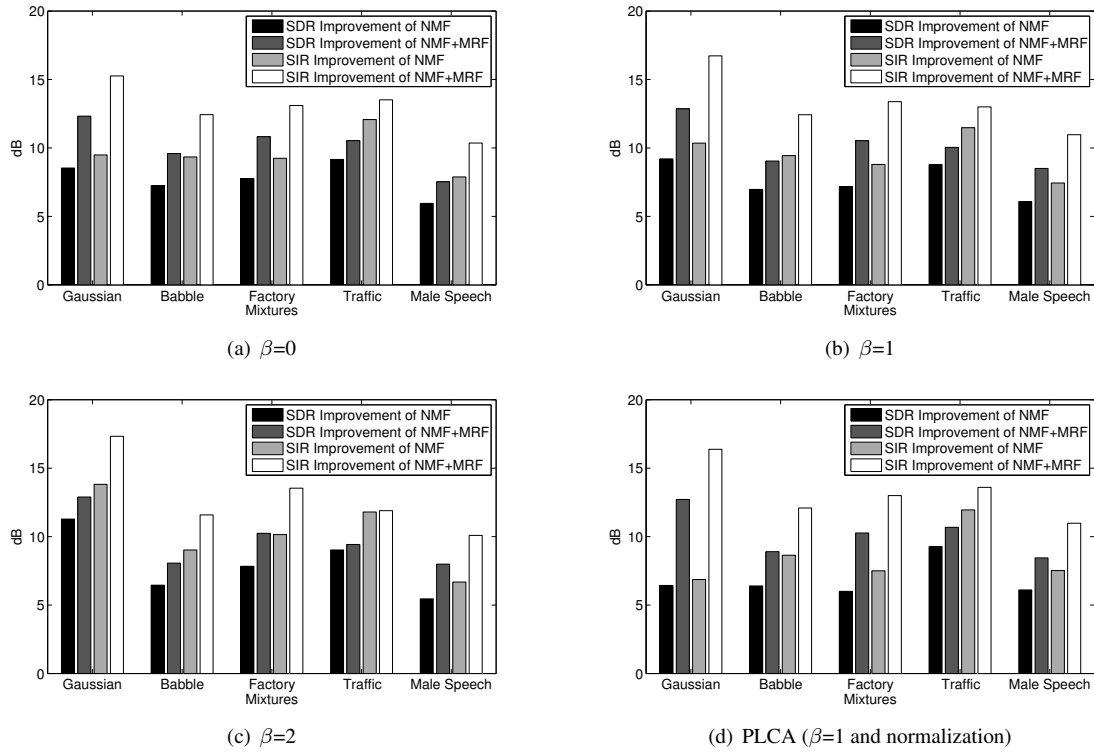 20
15
10
5
0
dB
SDR Improvement of NMF
SDR Improvement of NMF+MRF
SIR Improvement of NMF
SIR Improvement of NMF+MRF
Gaussian Babble Factory Traffic Male Speech
Mixtures
(a) β=0
20
15
10
5
0
dB
SDR Improvement of NMF
SDR Improvement of NMF+MRF
SIR Improvement of NMF
SIR Improvement of NMF+MRF
Gaussian Babble Factory Traffic Male Speech
Mixtures
(b) β=1
20
15
10
5
0
dB
SDR Improvement of NMF
SDR Improvement of NMF+MRF
SIR Improvement of NMF
SIR Improvement of NMF+MRF
Gaussian Babble Factory Traffic Male Speech
Mixtures
(c) β=2
20
15
10
5
0
dB
SDR Improvement of NMF
SDR Improvement of NMF+MRF
SIR Improvement of NMF
SIR Improvement of NMF+MRF
Gaussian Babble Factory Traffic Male Speech
Mixtures
(d) PLCA (β=1 and normalization)